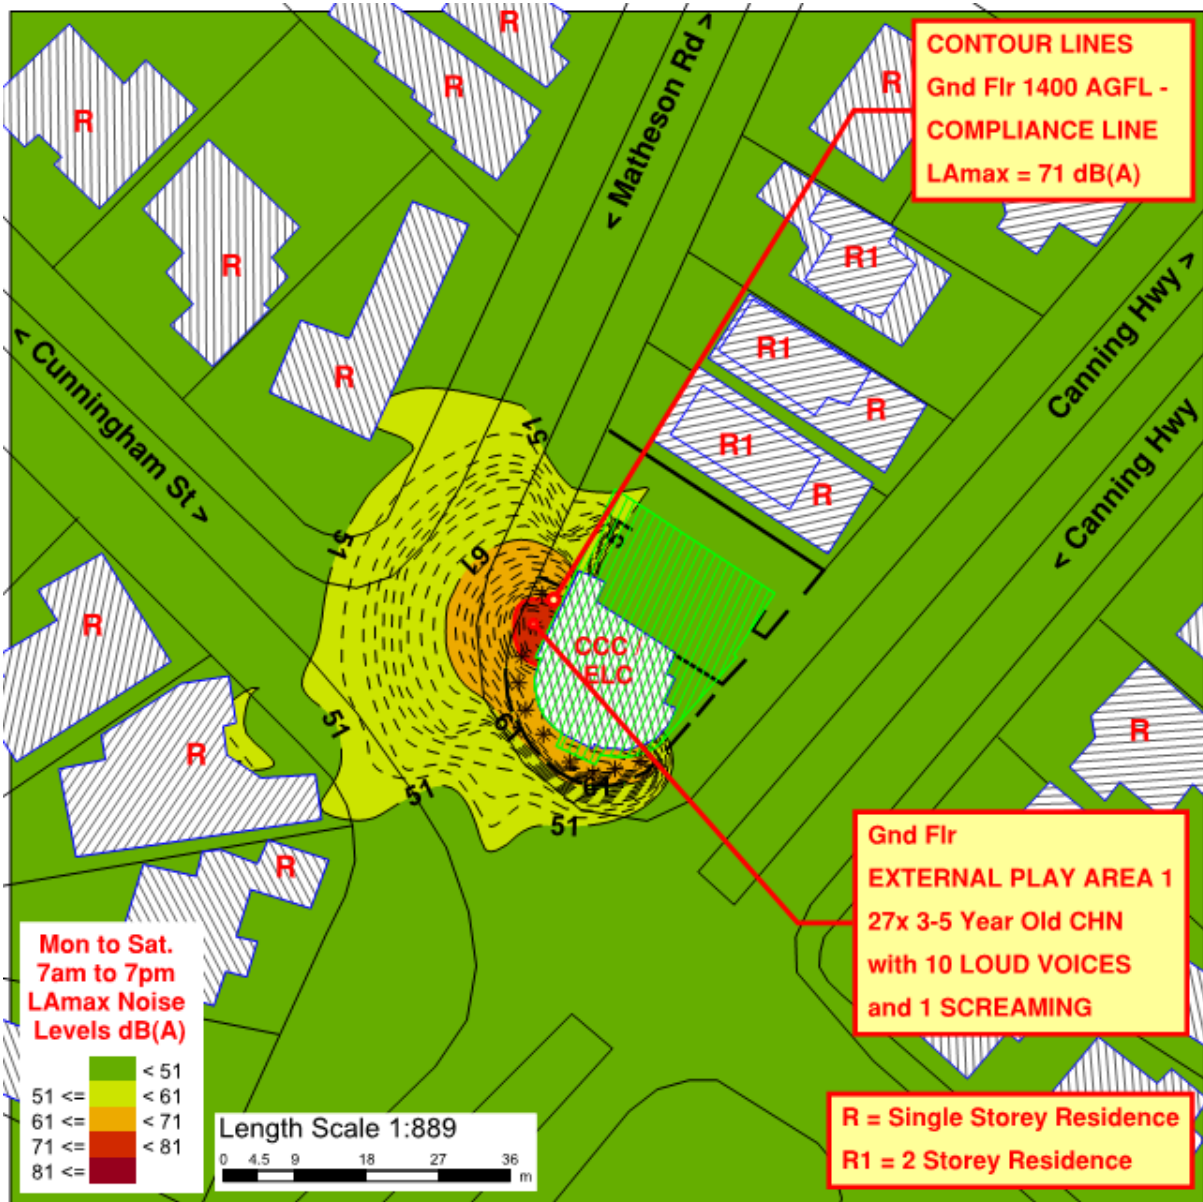 R
R
R
R
R
R
CONTOUR LINES
Gnd Flr 1400 AGFL -
COMPLIANCE LINE
LAmax = 71 dB(A)
< Matheson Rd >
R1
R1
R
R1
R
Canning Hwy >
< Canning Hwy
< Cunningham St >
51
51
51
61
51
51
51
61
61
CCC /
ELC
R
R
R
R
Gnd Flr
EXTERNAL PLAY AREA 1
27x 3-5 Year Old CHN
with 10 LOUD VOICES
and 1 SCREAMING
Mon to Sat.
7am to 7pm
LAmax Noise
Levels dB(A)
< 51
51 <= < 61
61 <= < 71
71 <= < 81
81 <=
Length Scale 1:889
0 4.5 9 18 27 36
m
R = Single Storey Residence
R1 = 2 Storey Residence